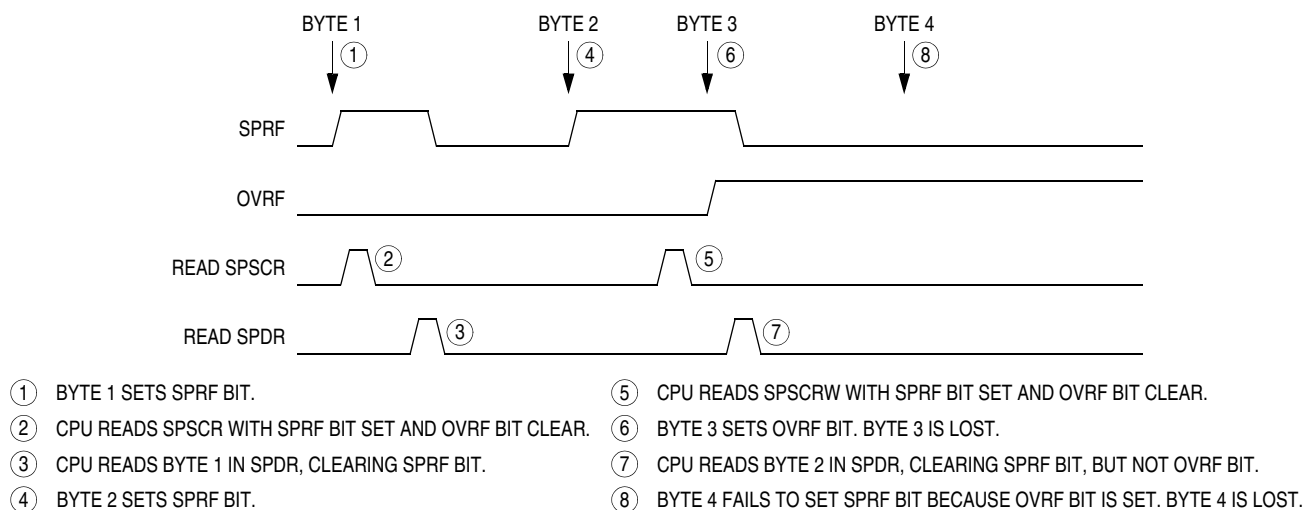 BYTE 1 BYTE 2 BYTE 3 BYTE 4
1 4 6 8
SPRF
OVRF
READ SPSCR 2 5
READ SPDR 3 7
1 BYTE 1 SETS SPRF BIT.
2 CPU READS SPSCR WITH SPRF BIT SET AND OVRF BIT CLEAR.
3 CPU READS BYTE 1 IN SPDR, CLEARING SPRF BIT.
4 BYTE 2 SETS SPRF BIT.
5 CPU READS SPSCRW WITH SPRF BIT SET AND OVRF BIT CLEAR.
6 BYTE 3 SETS OVRF BIT. BYTE 3 IS LOST.
7 CPU READS BYTE 2 IN SPDR, CLEARING SPRF BIT, BUT NOT OVRF BIT.
8 BYTE 4 FAILS TO SET SPRF BIT BECAUSE OVRF BIT IS SET. BYTE 4 IS LOST.